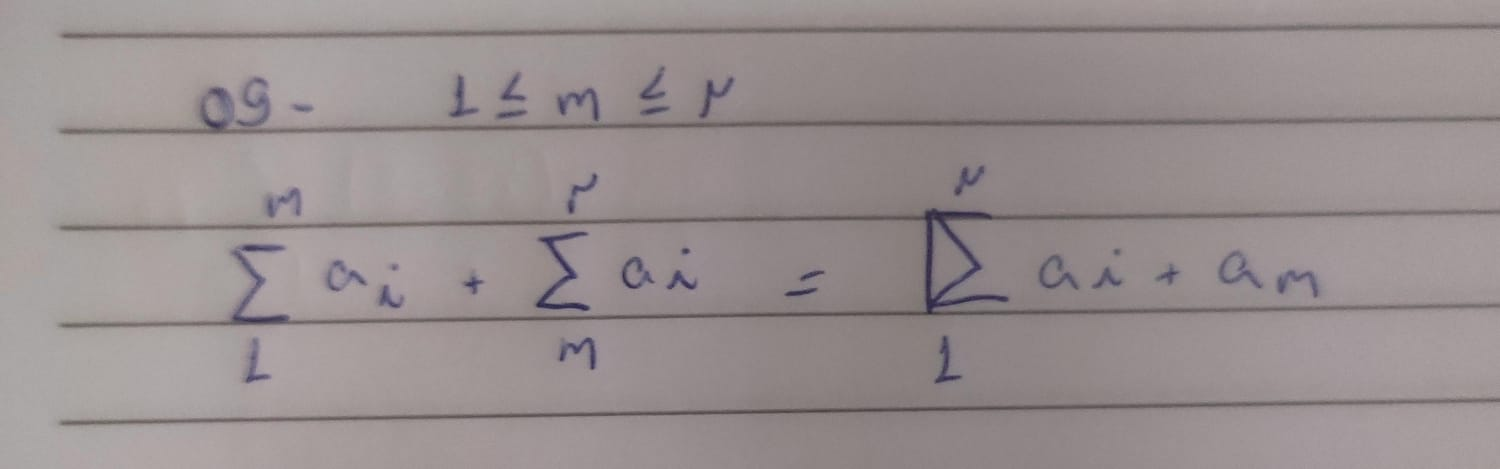 09- 1 ≤ m ≤ n
m n n
∑ ai + ∑ ai = ∑ ai + am
1 m 1